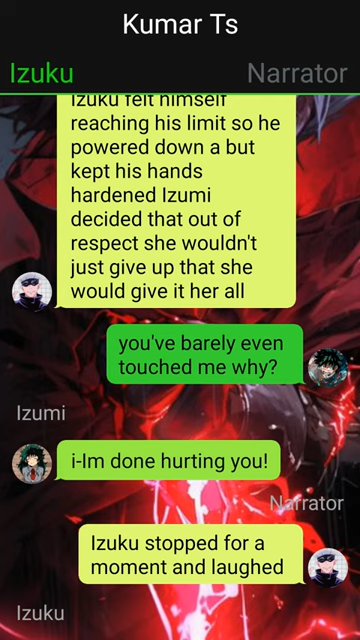 Kumar Ts
Izuku
Narrator
Izuku felt himself
reaching his limit so he
powered down a but
kept his hands
hardened Izumi
decided that out of
respect she wouldn't
just give up that she
would give it her all
you've barely even
touched me why?
Izumi
i-Im done hurting you!
Narrator
Izuku stopped for a
moment and laughed
Izuku